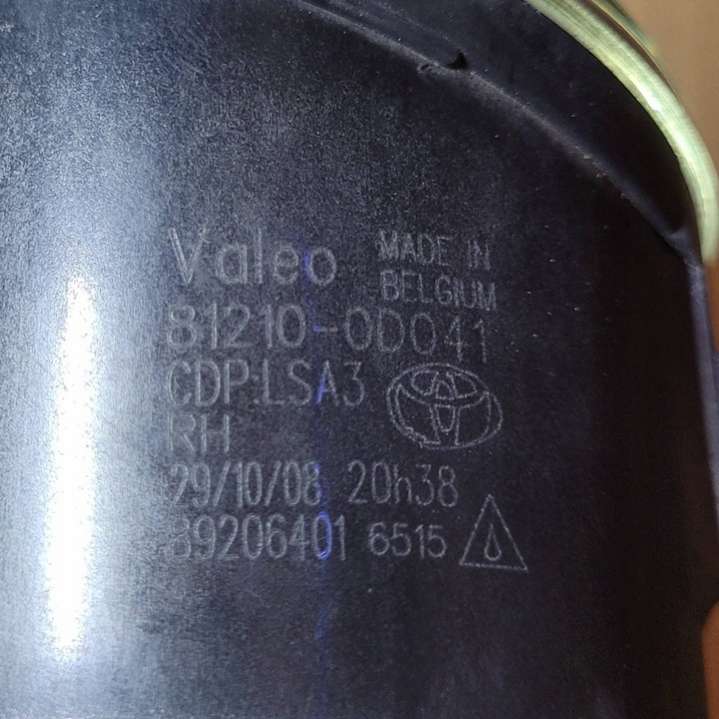 Valeo MADE IN
BELGIUM
81210-0D041
CDP:LSA3
RH
29/10/08 20h38
89206401 6515